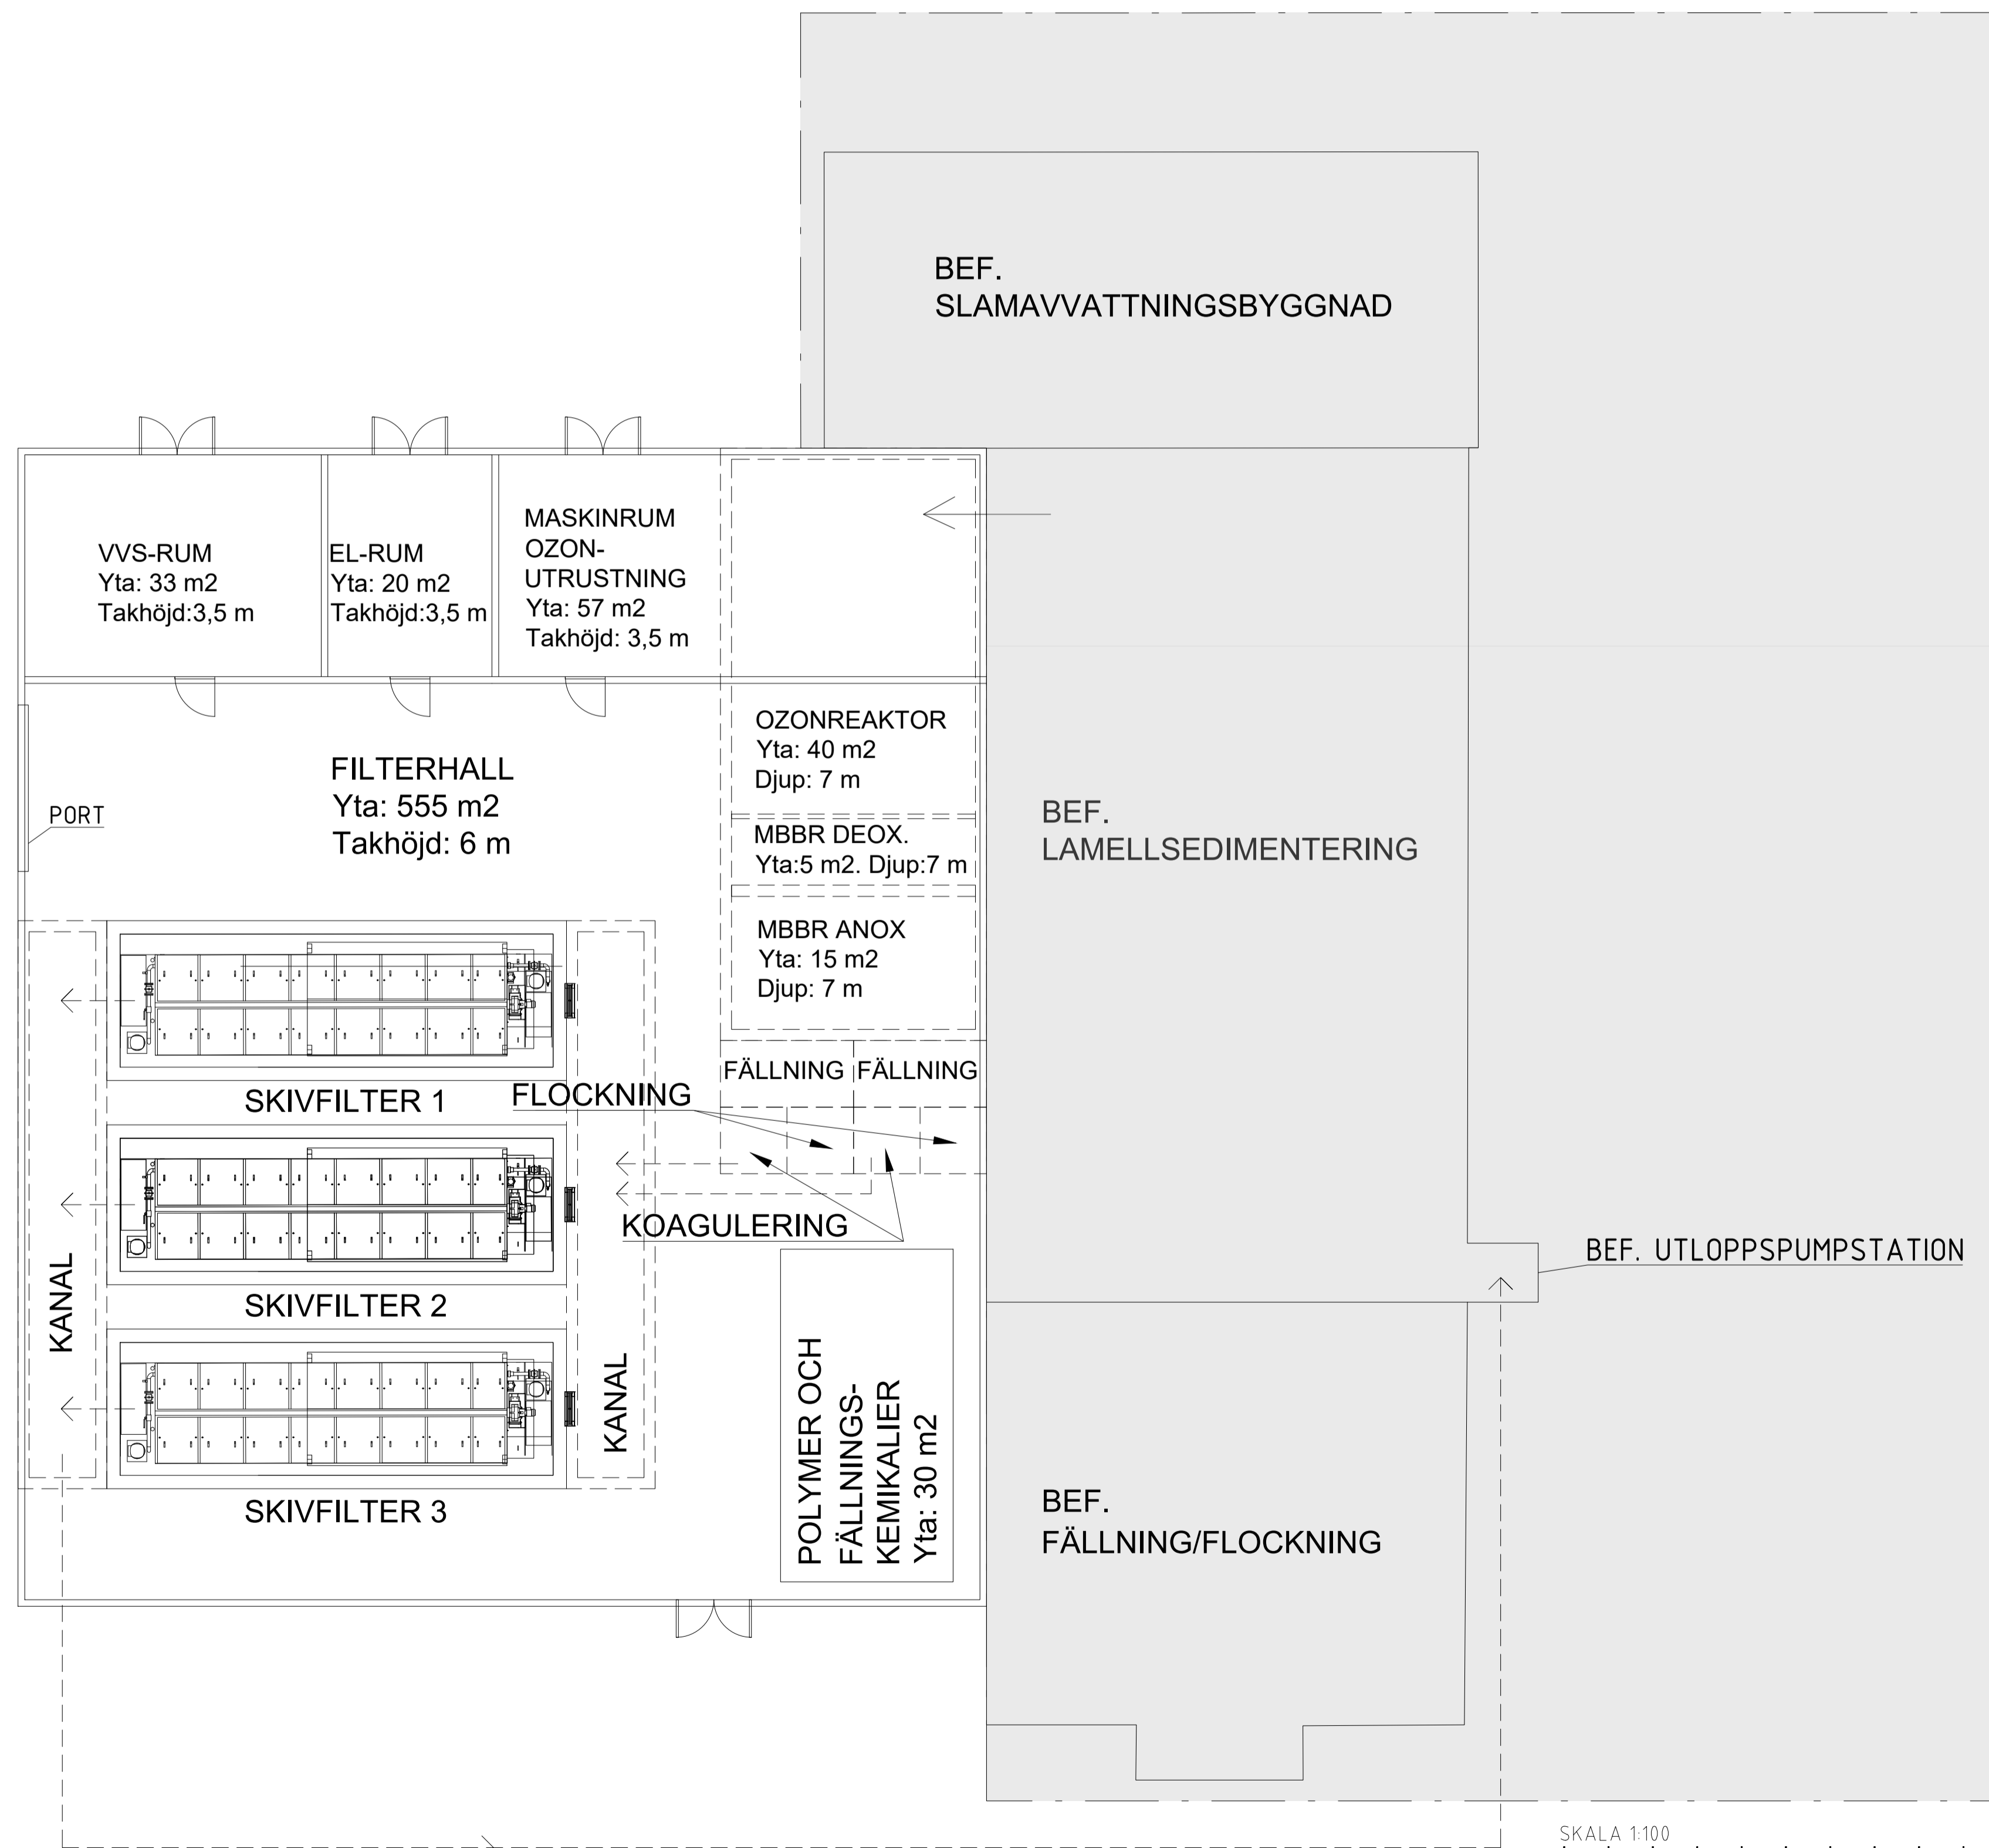 BEF.
SLAMAVVATTNINGSBYGGNAD
VVS-RUM
Yta: 33 m2
Takhöjd:3,5 m
EL-RUM
Yta: 20 m2
Takhöjd:3,5 m
MASKINRUM
OZON-
UTRUSTNING
Yta: 57 m2
Takhöjd: 3,5 m
OZONREAKTOR
Yta: 40 m2
Djup: 7 m
FILTERHALL
Yta: 555 m2
Takhöjd: 6 m
PORT
MBBR DEOX.
Yta:5 m2. Djup:7 m
BEF.
LAMELLSEDIMENTERING
MBBR ANOX
Yta: 15 m2
Djup: 7 m
FÄLLNING
FÄLLNING
SKIVFILTER 1
FLOCKNING
KOAGULERING
BEF. UTLOPPSPUMPSTATION
KANAL
SKIVFILTER 2
KANAL
POLYMER OCH
FÄLLNINGS-
KEMIKALIER
Yta: 30 m2
SKIVFILTER 3
BEF.
FÄLLNING/FLOCKNING
SKALA 1:100